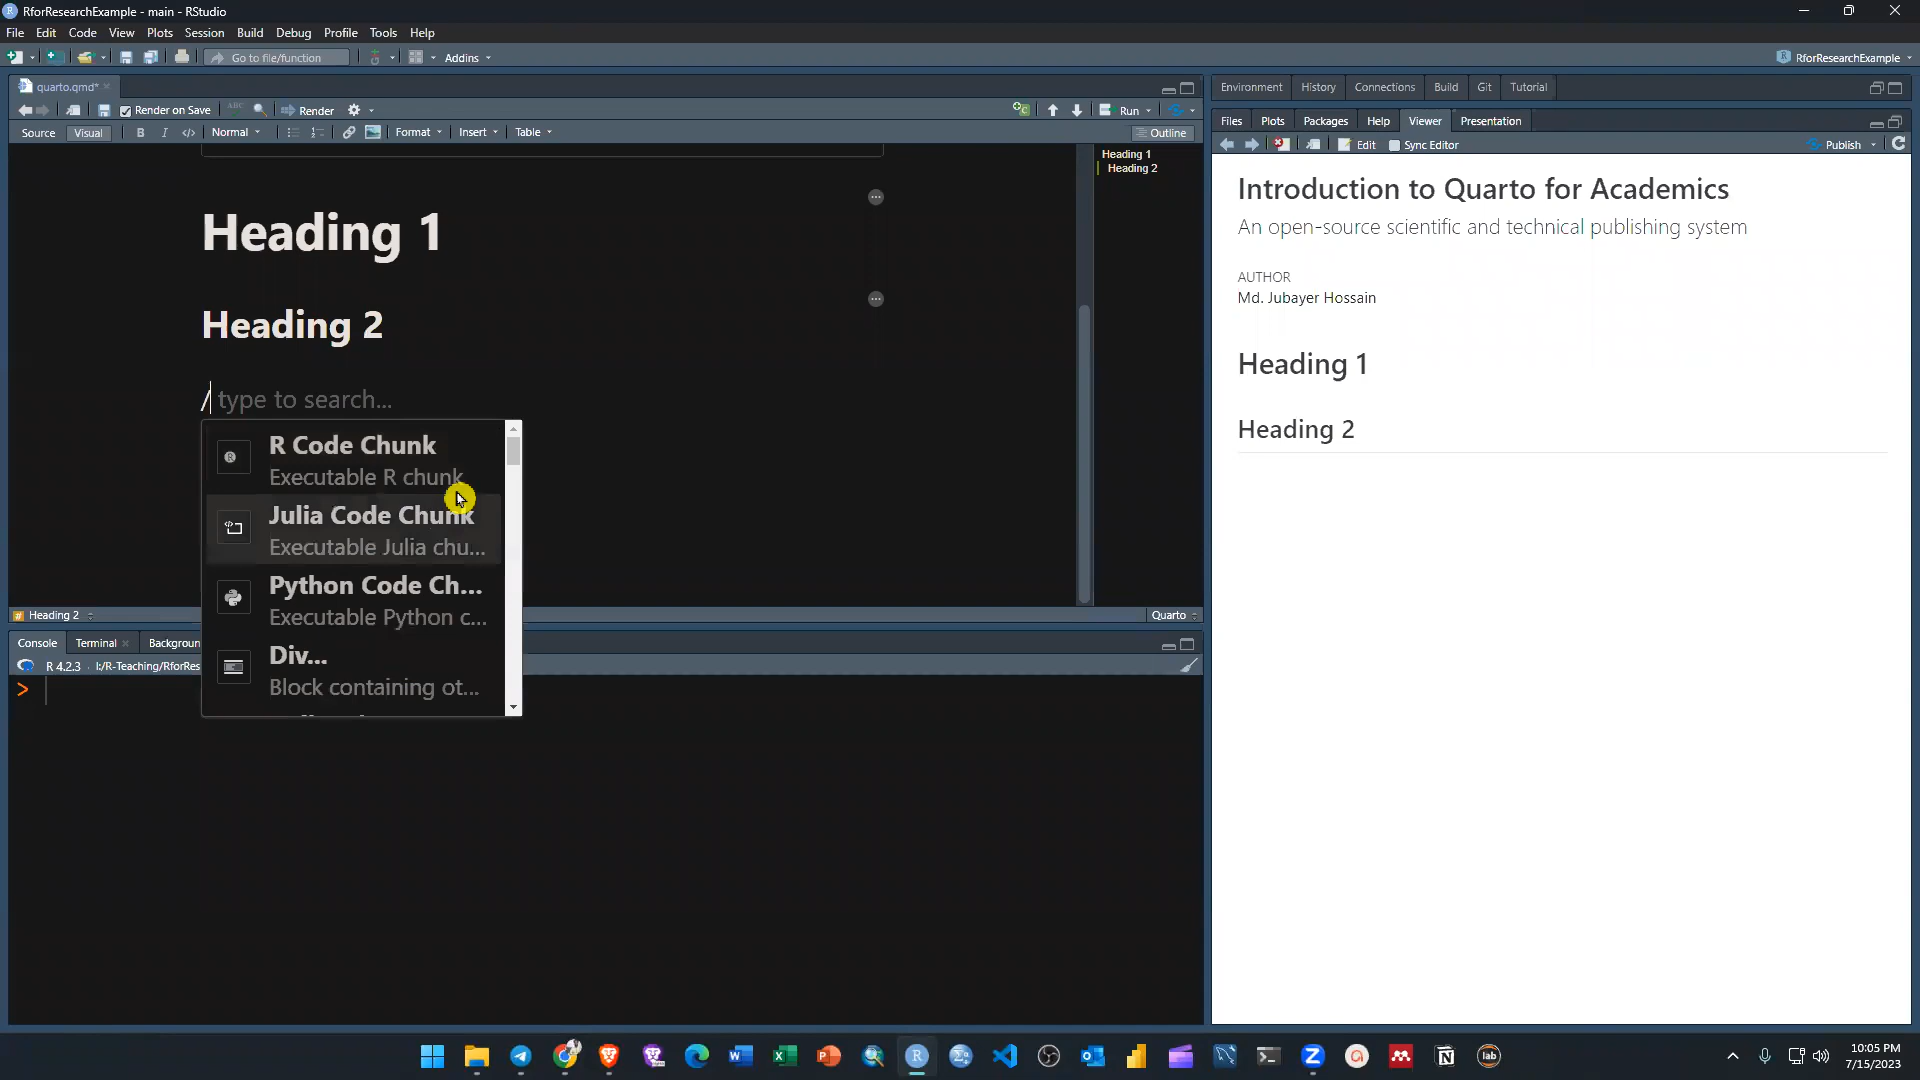 RforResearchExample - main - RStudio
File Edit Code View Plots Session Build Debug Profile Tools Help
Go to file/function Addins RforResearchExample
quarto.qmd*
Render on Save ABC Render Run
Source Visual B I </> Normal Format Insert Table Outline
Heading 1
Heading 2
Heading 1
Heading 2
/ type to search...
R Code Chunk
Executable R chunk
Julia Code Chunk
Executable Julia chu...
Python Code Ch...
Executable Python c...
Div...
Block containing ot...
# Heading 2 Quarto
Console Terminal Backgroun
R 4.2.3 · I:/R-Teaching/RforRes
>
Environment History Connections Build Git Tutorial
Files Plots Packages Help Viewer Presentation
Edit Sync Editor Publish
Introduction to Quarto for Academics
An open-source scientific and technical publishing system
AUTHOR
Md. Jubayer Hossain
Heading 1
Heading 2
lab
10:05 PM
7/15/2023